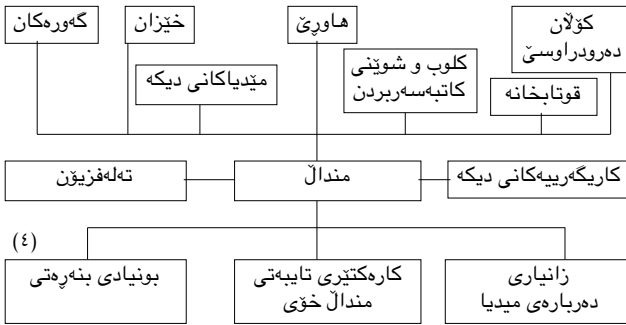 کۆڵان
دەرودراوسێ
هاوڕێ
خێزان
گەورەکان
کلوب و شوێنی
کاتبەسەربردن
مێدیاکانی دیکە
قوتابخانە
کاریگەرییەکانی دیکە
منداڵ
تەلەفزیۆن
(٤)
زانیاری
دەربارەی میدیا
کارەکتێری تایبەتی
منداڵ خۆی
بونیادی بنەڕەتی